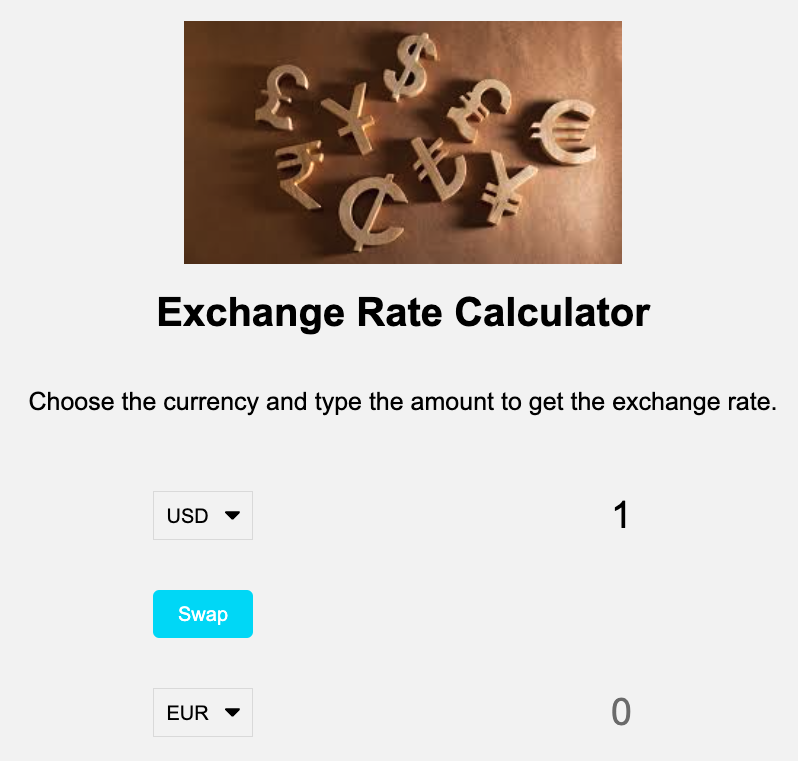 Exchange Rate Calculator
Choose the currency and type the amount to get the exchange rate.
USD
1
Swap
EUR
0